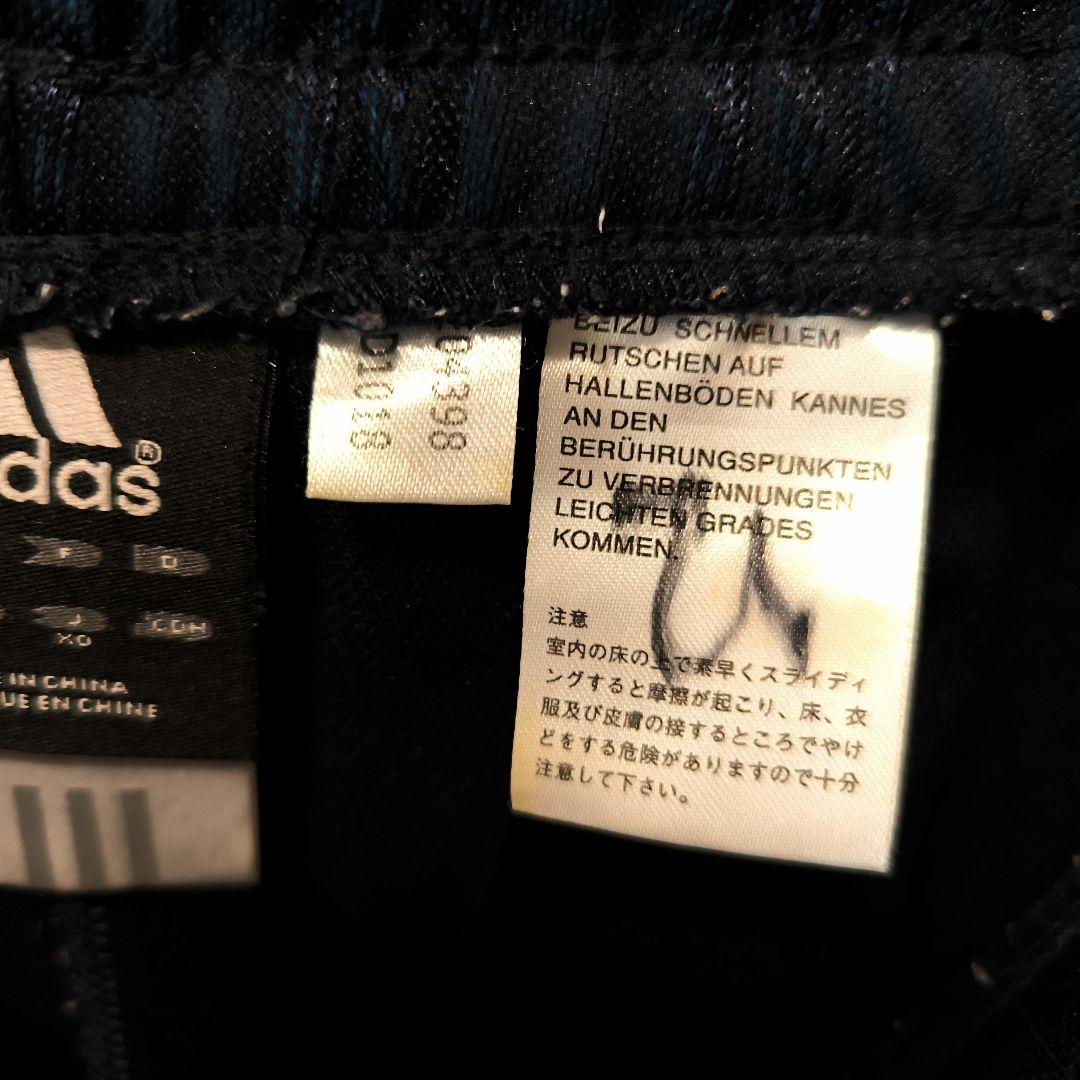 das®
F D
J
XO
IN CHINA
UE EN CHINE
04398
D1018
BEIZU SCHNELLEM
RUTSCHEN AUF
HALLENBÖDEN KANNES
AN DEN
BERÜHRUNGSPUNKTEN
ZU VERBRENNUNGEN
LEICHTEN GRADES
KOMMEN.
注意
室内の床の上で素早くスライディ
ングすると摩擦が起こり、床、衣
服及び皮膚の接するところでやけ
どをする危険がありますので十分
注意して下さい。